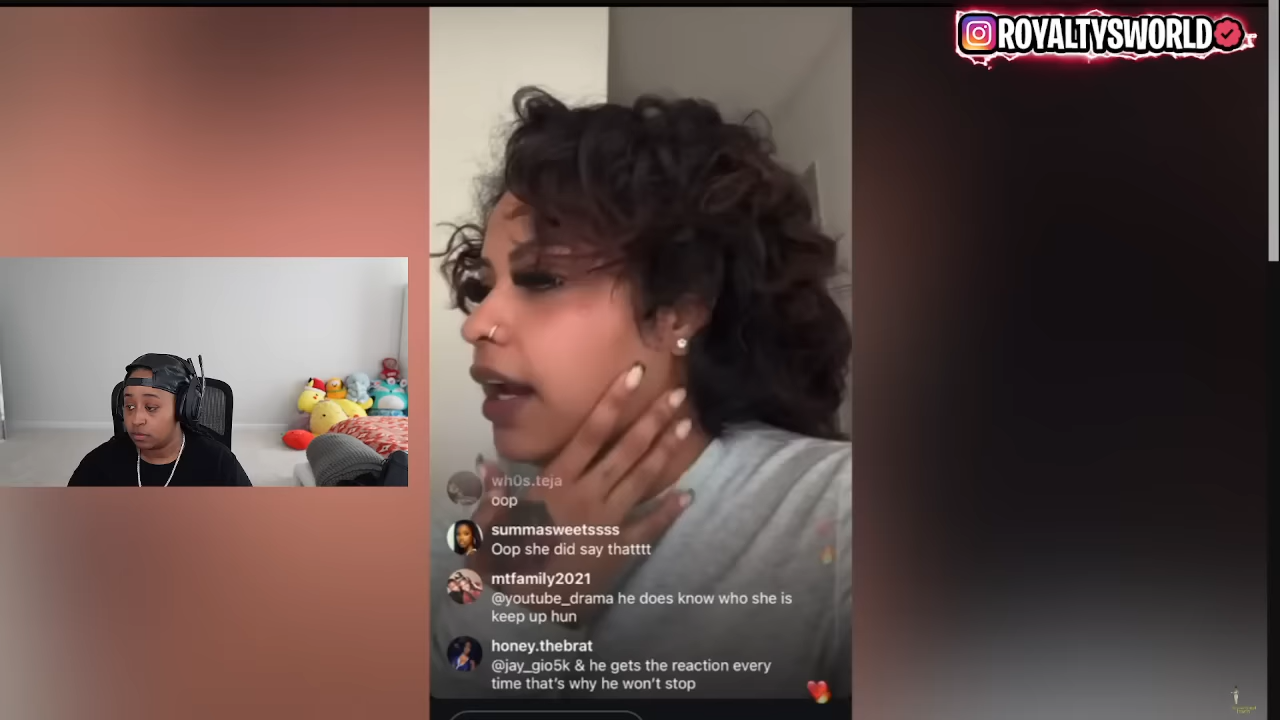 ROYALTYSWORLD
wh0s.teja
oop
summasweetssss
Oop she did say thatttt
mtfamily2021
@youtube_drama he does know who she is
keep up hun
honey.thebrat
@jay_gio5k & he gets the reaction every
time that's why he won't stop